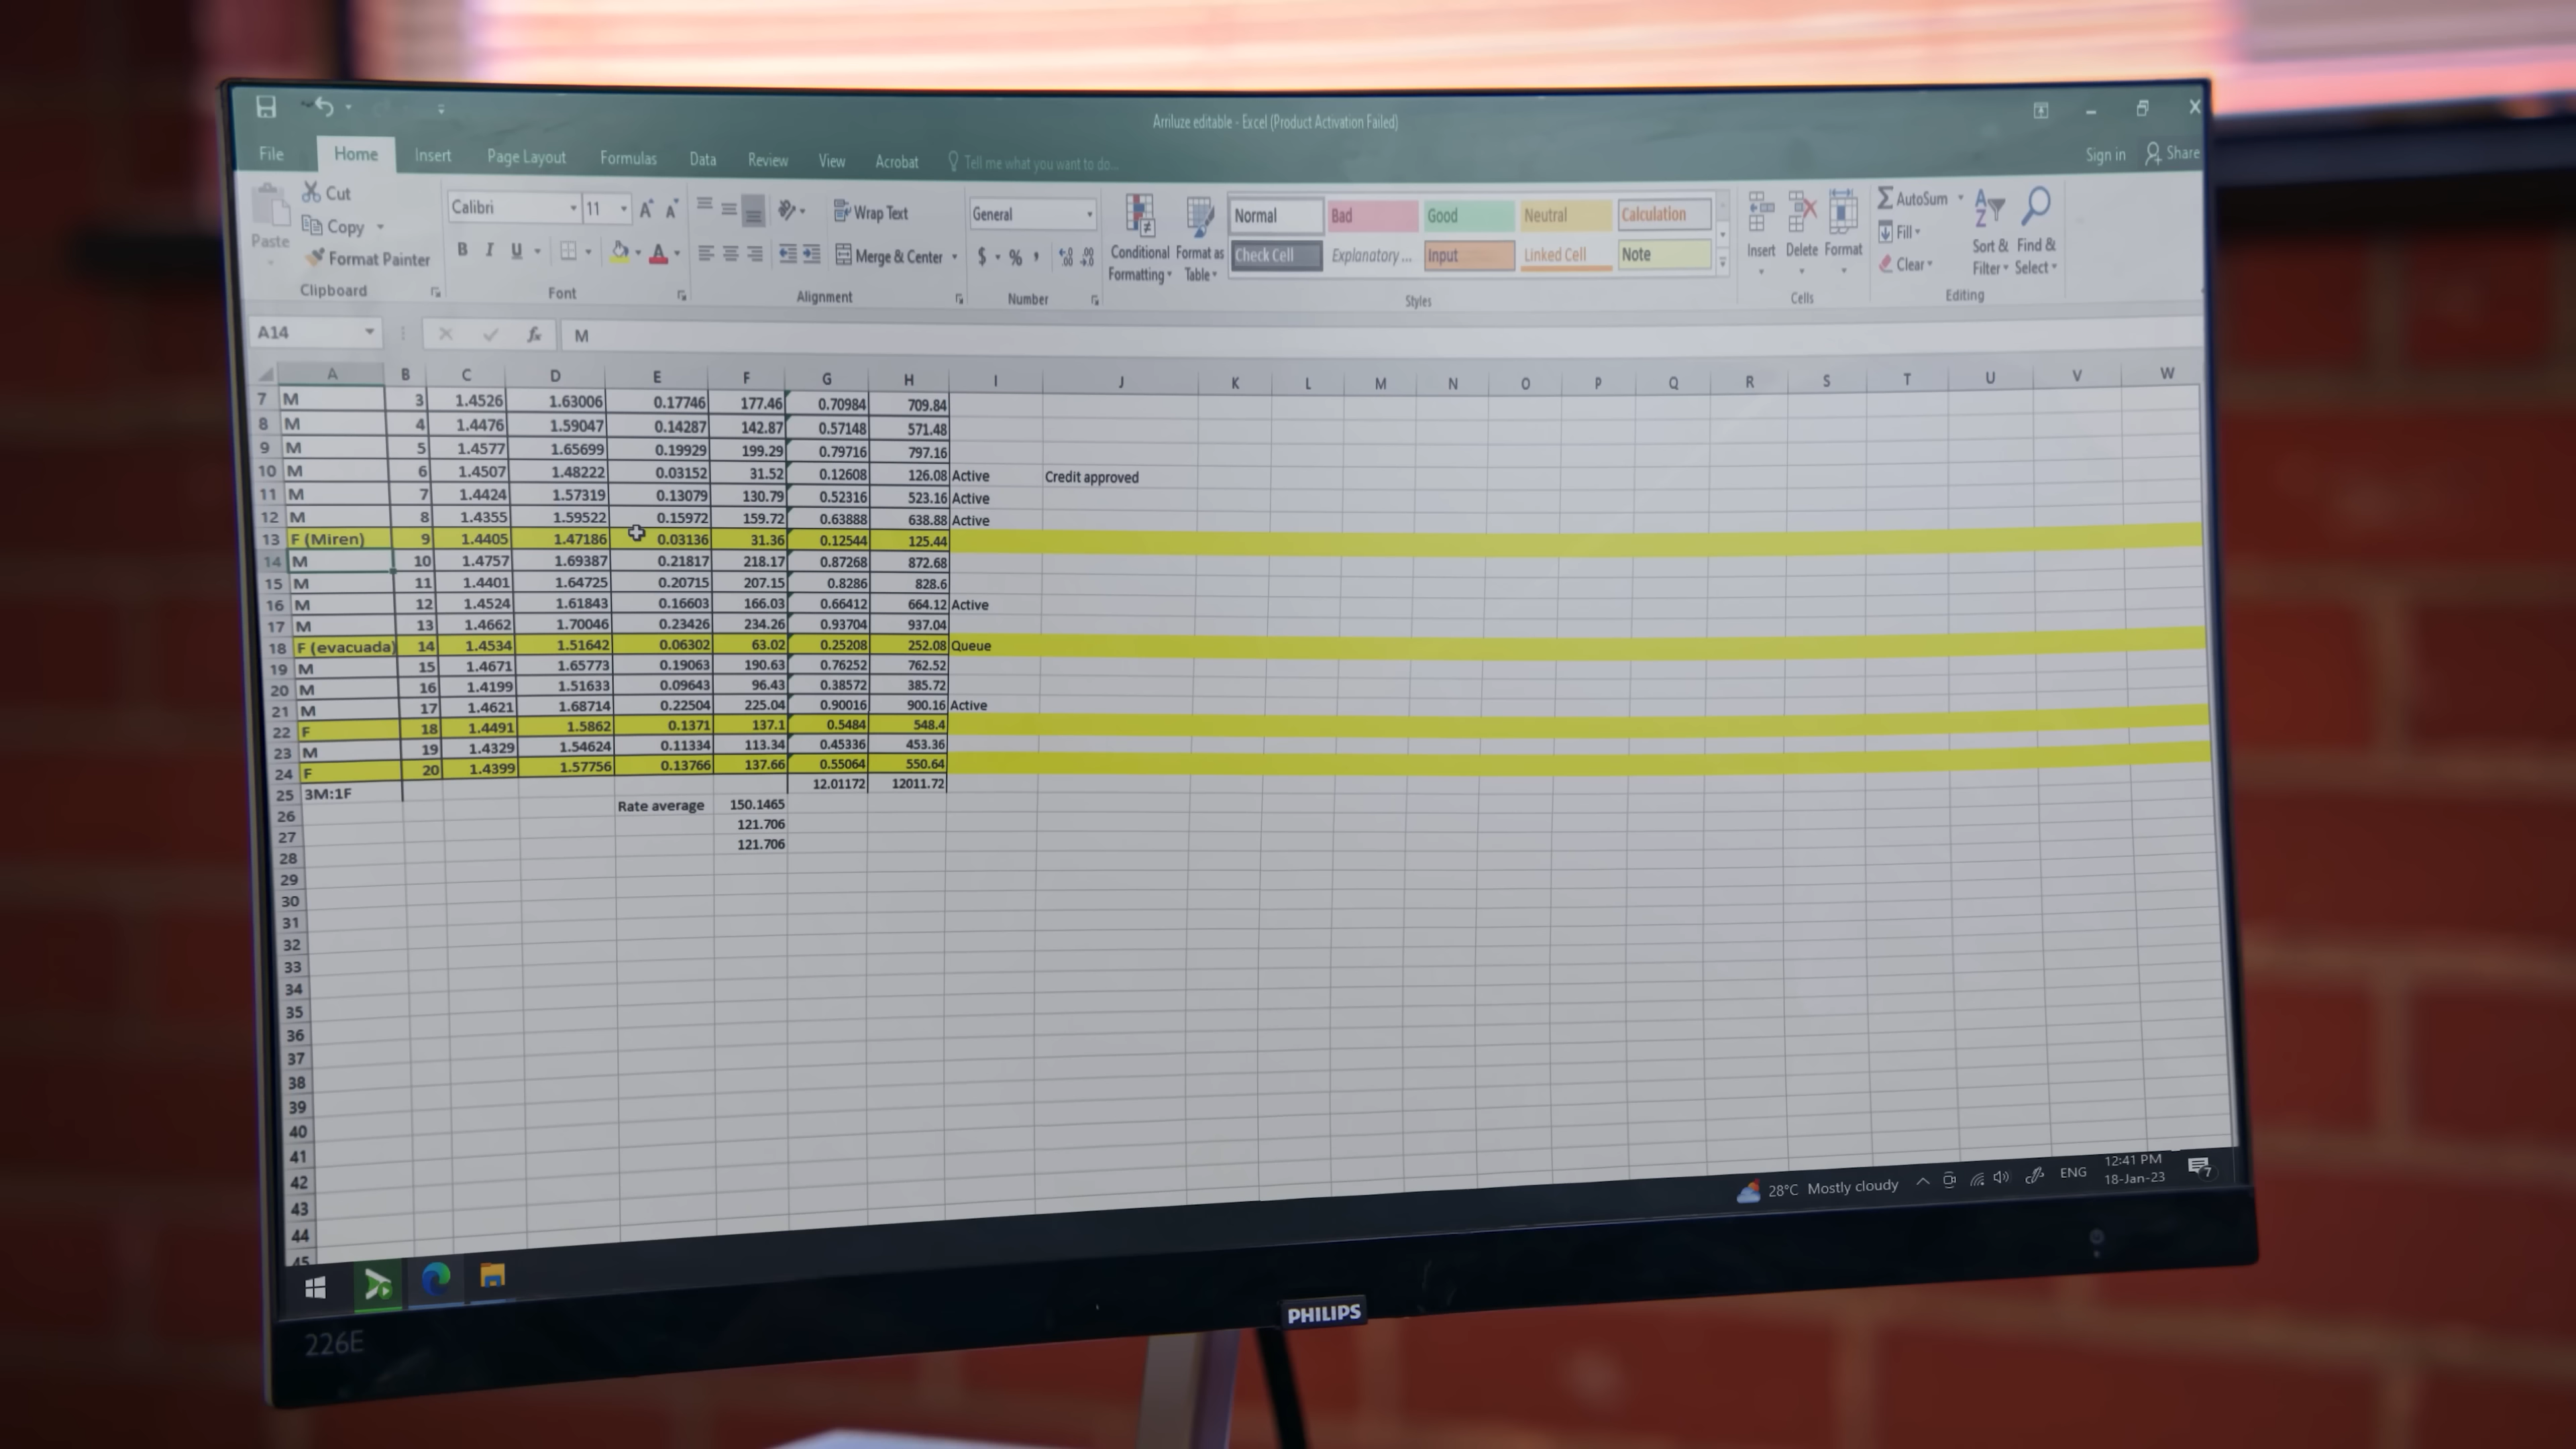 Arriluze editable - Excel (Product Activation Failed)
File Home Insert Page Layout Formulas Data Review View Acrobat Tell me what you want to do... Sign in Share
Paste
Cut
Copy
Format Painter
Clipboard
Calibri 11
B I U
Font
Wrap Text
Merge & Center
Alignment
General
$ % ,
Number
Conditional Formatting
Format as Table
Normal Bad Good Neutral Calculation
Check Cell Explanatory ... Input Linked Cell Note
Styles
Insert Delete Format
Cells
AutoSum
Fill
Clear
Sort & Filter
Find & Select
Editing
A14 fx M
A B C D E F G H I J K L M N O P Q R S T U V W
7 M 3 1.4526 1.63006 0.17746 177.46 0.70984 709.84
8 M 4 1.4476 1.59047 0.14287 142.87 0.57148 571.48
9 M 5 1.4577 1.65699 0.19929 199.29 0.79716 797.16
10 M 6 1.4507 1.48222 0.03152 31.52 0.12608 126.08 Active Credit approved
11 M 7 1.4424 1.57319 0.13079 130.79 0.52316 523.16 Active
12 M 8 1.4355 1.59522 0.15972 159.72 0.63888 638.88 Active
13 F (Miren) 9 1.4405 1.47186 0.03136 31.36 0.12544 125.44
14 M 10 1.4757 1.69387 0.21817 218.17 0.87268 872.68
15 M 11 1.4401 1.64725 0.20715 207.15 0.8286 828.6
16 M 12 1.4524 1.61843 0.16603 166.03 0.66412 664.12 Active
17 M 13 1.4662 1.70046 0.23426 234.26 0.93704 937.04
18 F (evacuada) 14 1.4534 1.51642 0.06302 63.02 0.25208 252.08 Queue
19 M 15 1.4671 1.65773 0.19063 190.63 0.76252 762.52
20 M 16 1.4199 1.51633 0.09643 96.43 0.38572 385.72
21 M 17 1.4621 1.68714 0.22504 225.04 0.90016 900.16 Active
22 F 18 1.4491 1.5862 0.1371 137.1 0.5484 548.4
23 M 19 1.4329 1.54624 0.11334 113.34 0.45336 453.36
24 F 20 1.4399 1.57756 0.13766 137.66 0.55064 550.64
25 3M:1F 12.01172 12011.72
26 Rate average 150.1465
27 121.706
28 121.706
29
30
31
32
33
34
35
36
37
38
39
40
41
42
43
44
45
28°C Mostly cloudy ENG 12:41 PM
18-Jan-23 7
226E
PHILIPS